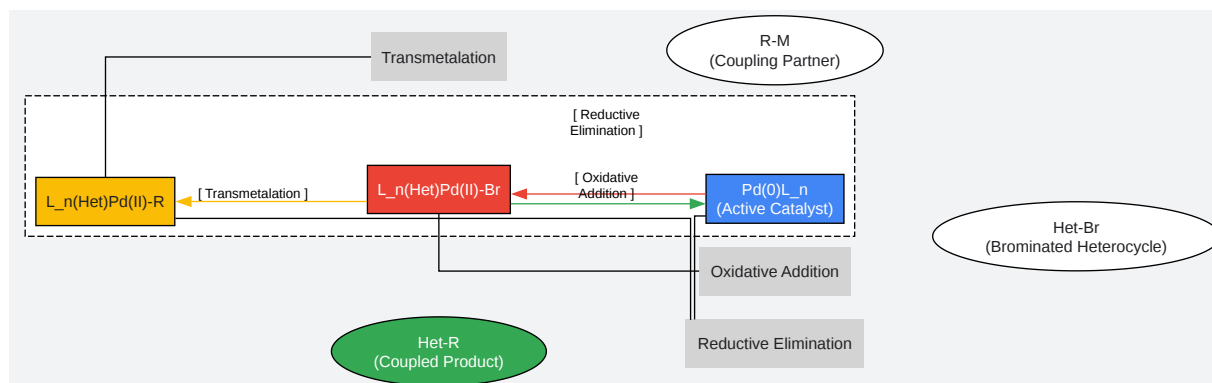 R-M
(Coupling Partner)
Transmetalation
[ Reductive
Elimination ]
L_n(Het)Pd(II)-R
[ Transmetalation ]
L_n(Het)Pd(II)-Br
[ Oxidative
Addition ]
Pd(0)L_n
(Active Catalyst)
Het-Br
(Brominated Heterocycle)
Oxidative Addition
Het-R
(Coupled Product)
Reductive Elimination